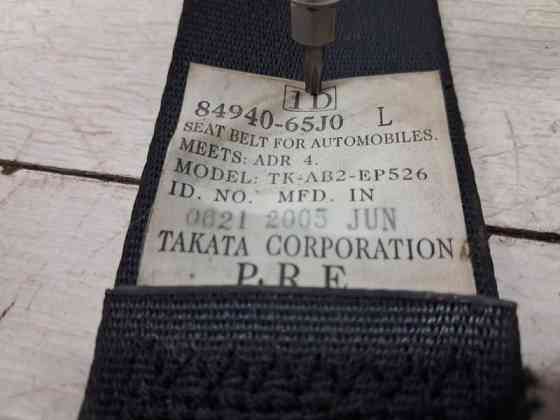 1D
84940-65J0 L
SEAT BELT FOR AUTOMOBILES.
MEETS: ADR 4.
MODEL: TK-AB2-EP526
ID. NO. MFD. IN
0621 2005 JUN
TAKATA CORPORATION
P.R.E